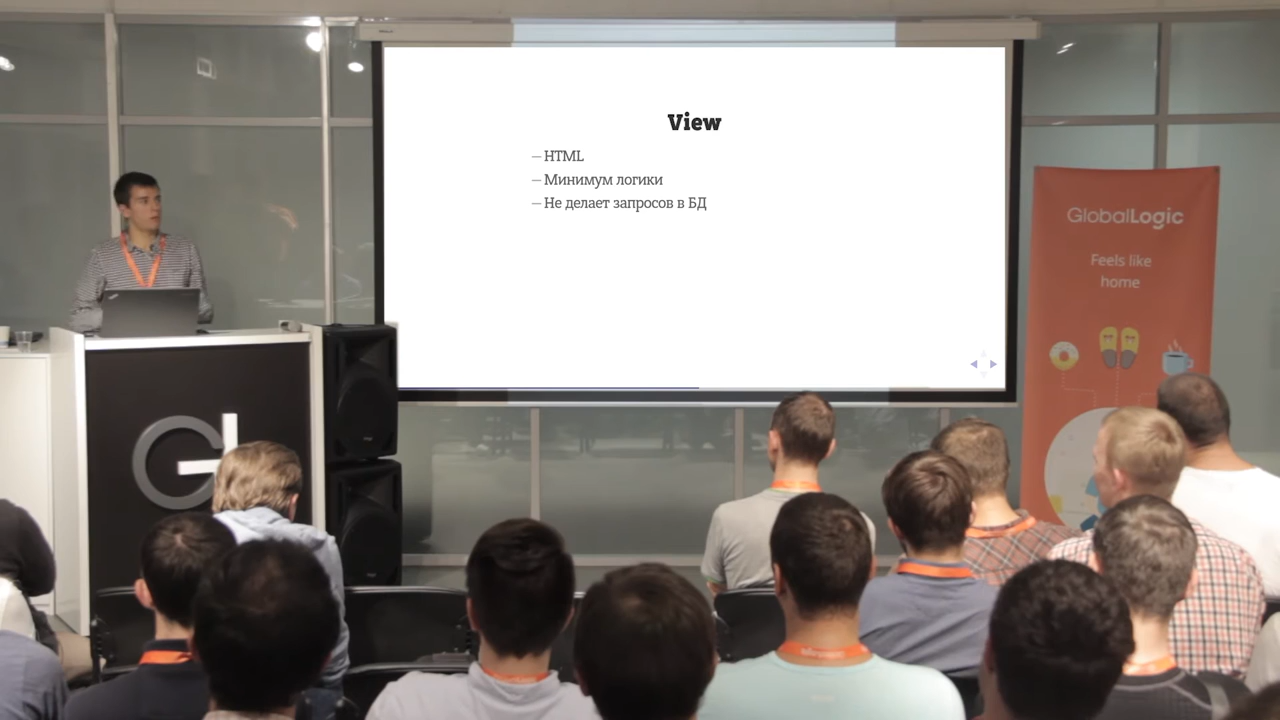 View
– HTML
– Минимум логики
– Не делает запросов в БД
GlobalLogic
Feels like
home